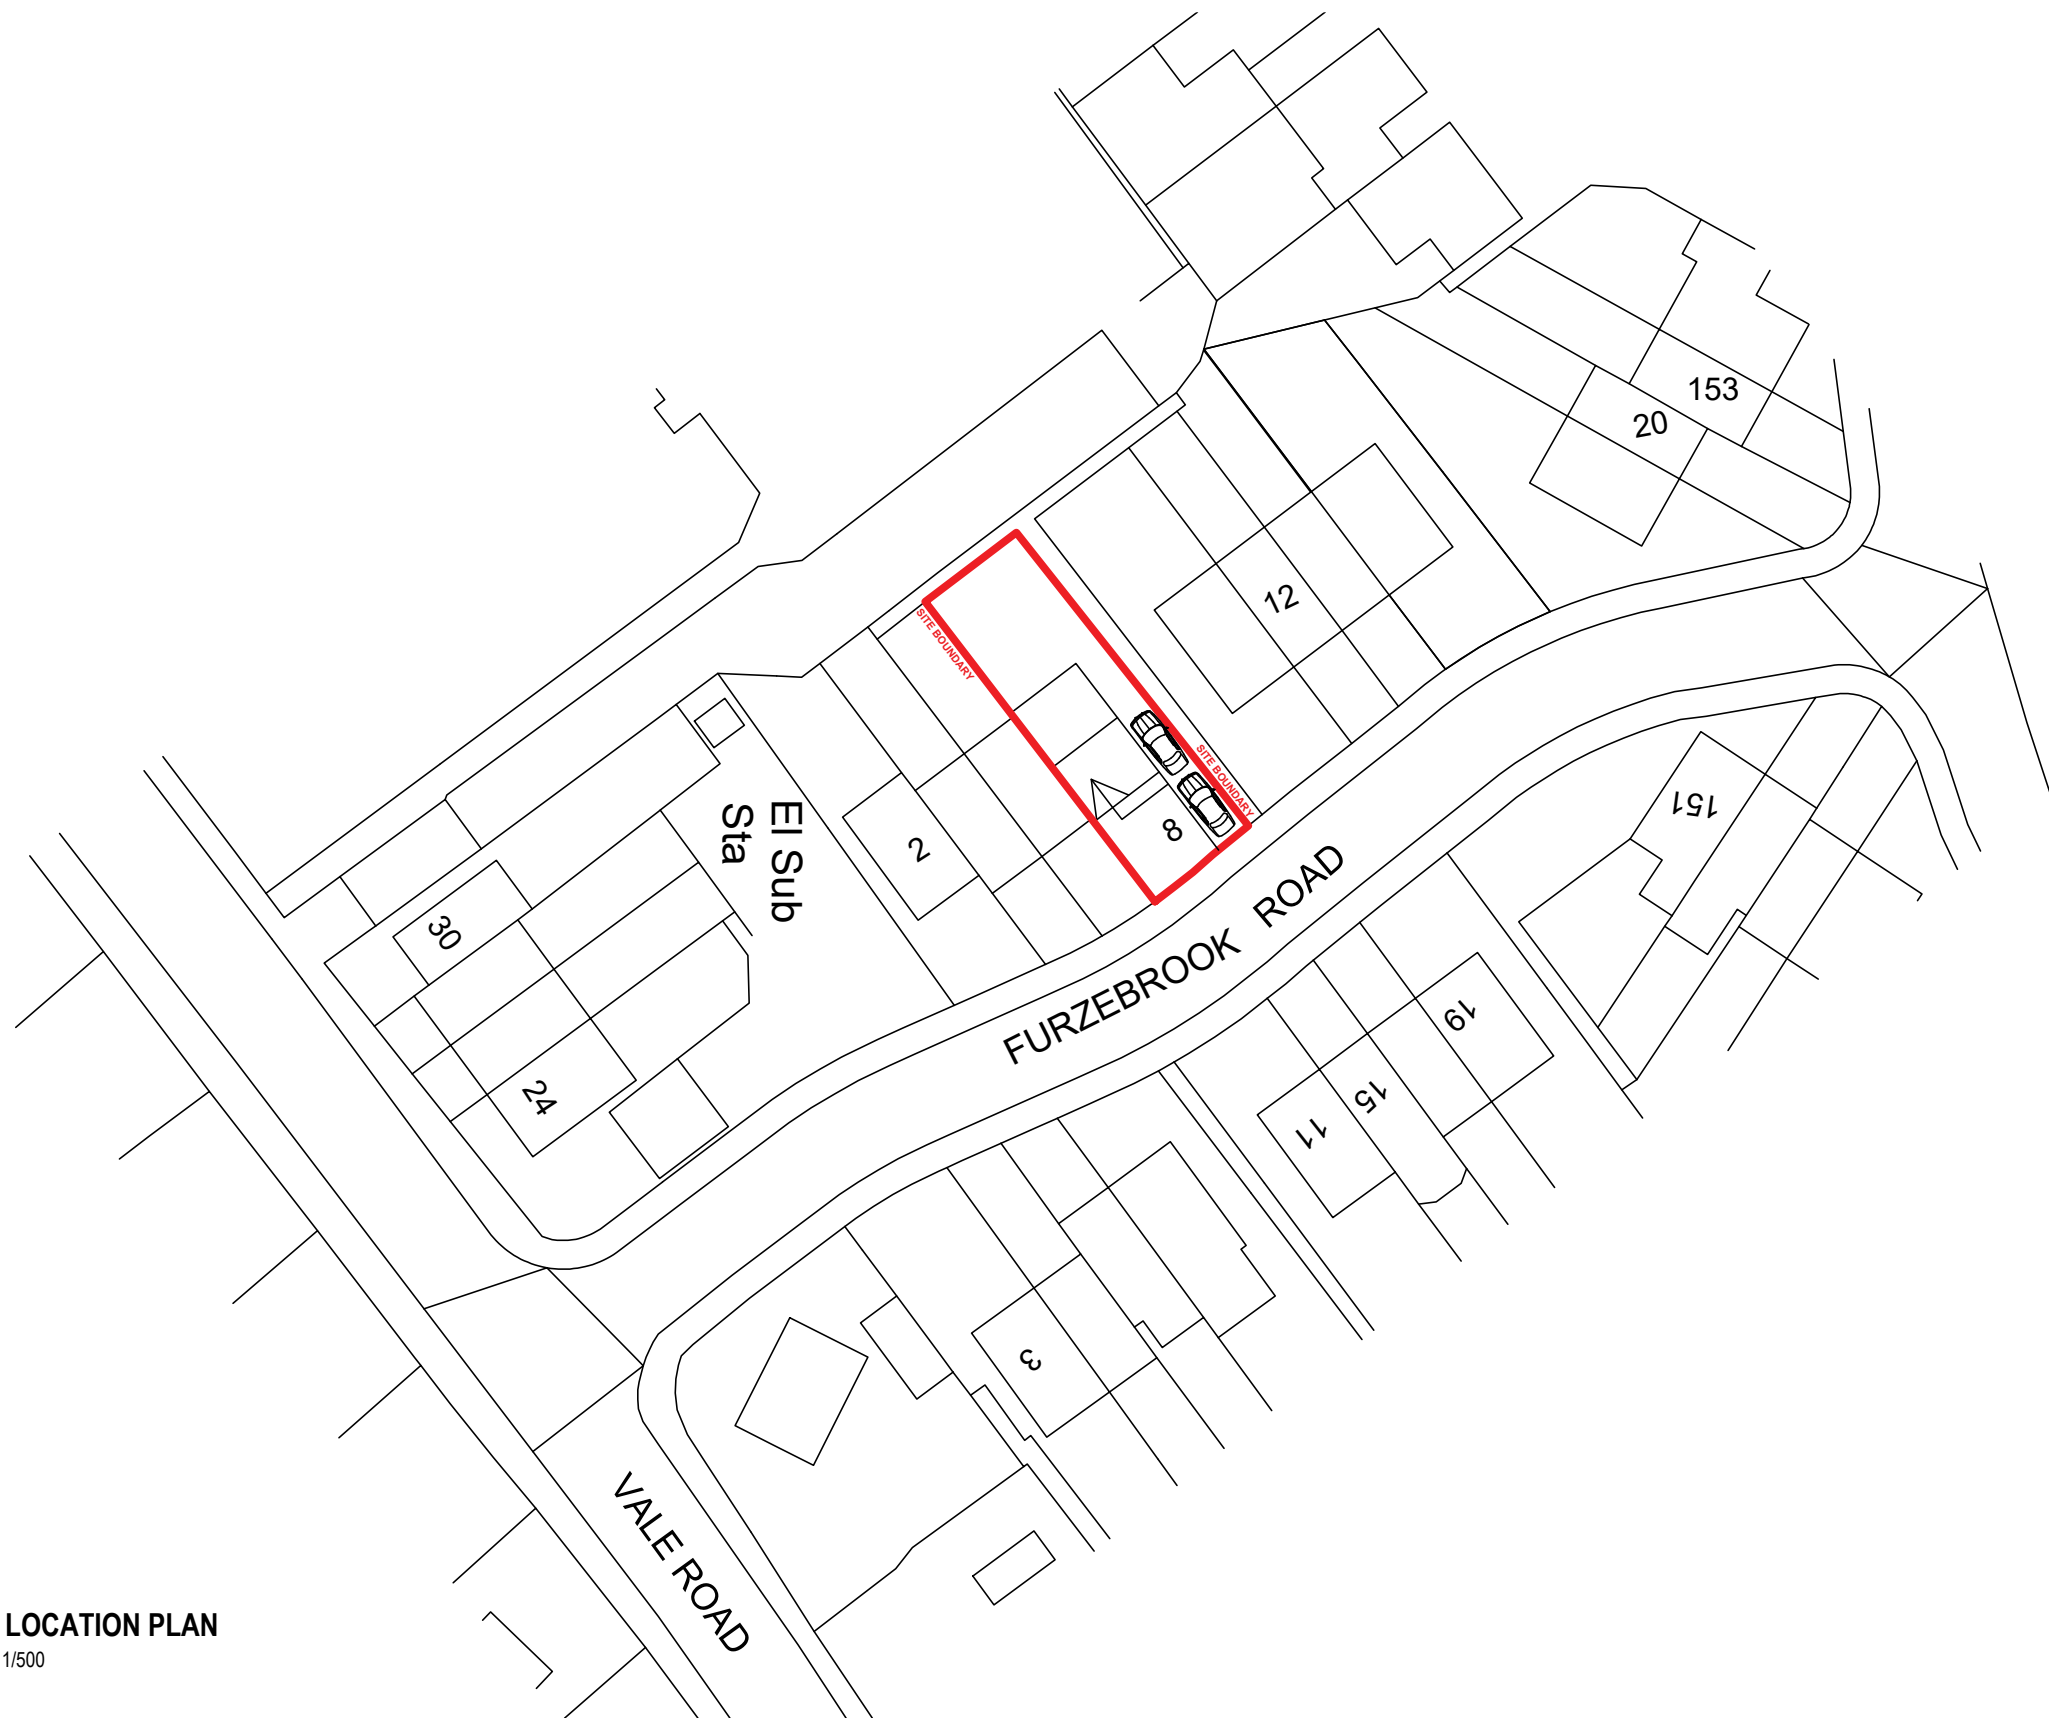 153
20
12
SITE BOUNDARY
SITE BOUNDARY
151
El Sub
Sta
2
8
30
FURZEBROOK ROAD
19
24
15
11
3
VALE ROAD
LOCATION PLAN
1/500